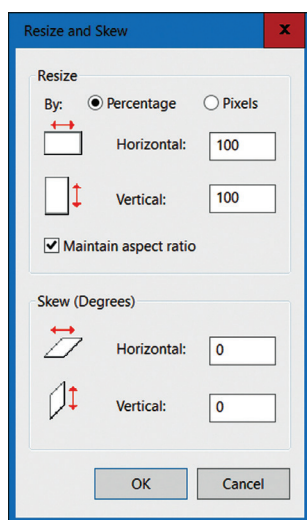 Resize and Skew x
Resize
By: Percentage Pixels
Horizontal: 100
Vertical: 100
Maintain aspect ratio
Skew (Degrees)
Horizontal: 0
Vertical: 0
OK Cancel